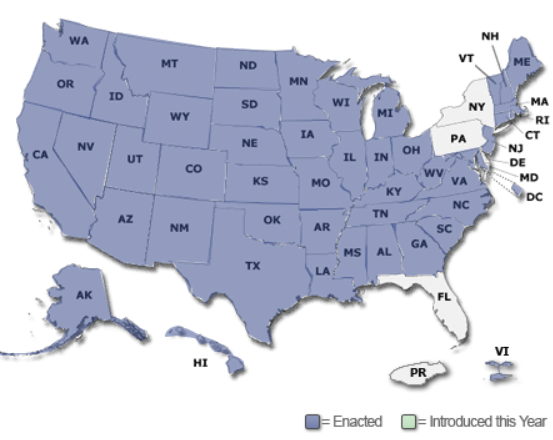 NH
WA
VT
ME
MT
ND
MN
OR
ID
SD
WI
MI
NY
MA
WY
RI
IA
PA
CT
NE
NV
OH
NJ
CA
UT
IL
IN
DE
CO
WV
MD
KS
MO
VA
KY
DC
NC
AZ
OK
TN
NM
AR
SC
MS
AL
GA
TX
LA
AK
FL
VI
HI
PR
= Enacted
= Introduced this Year